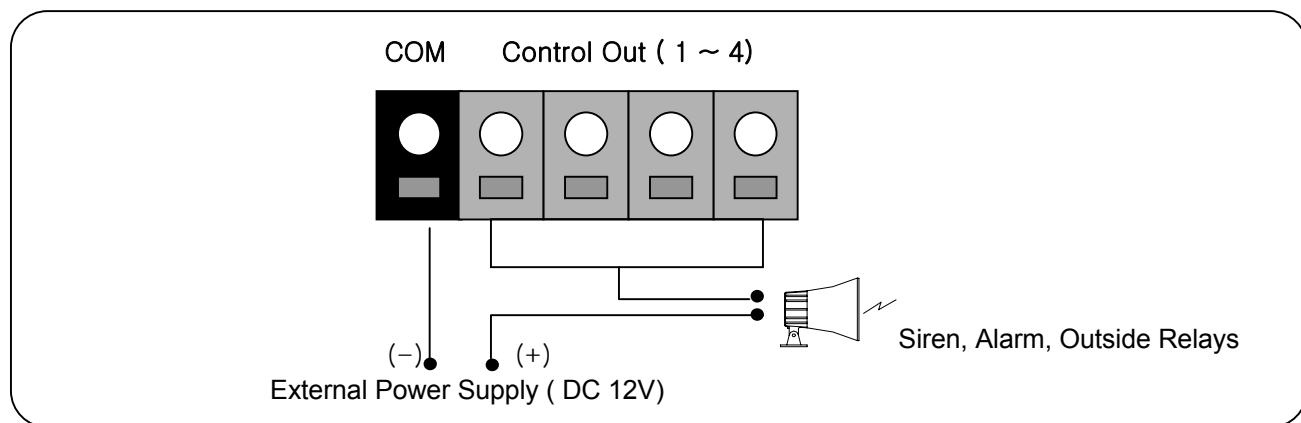 COM Control Out ( 1 ~ 4)
(-) (+)
Siren, Alarm, Outside Relays
External Power Supply ( DC 12V)